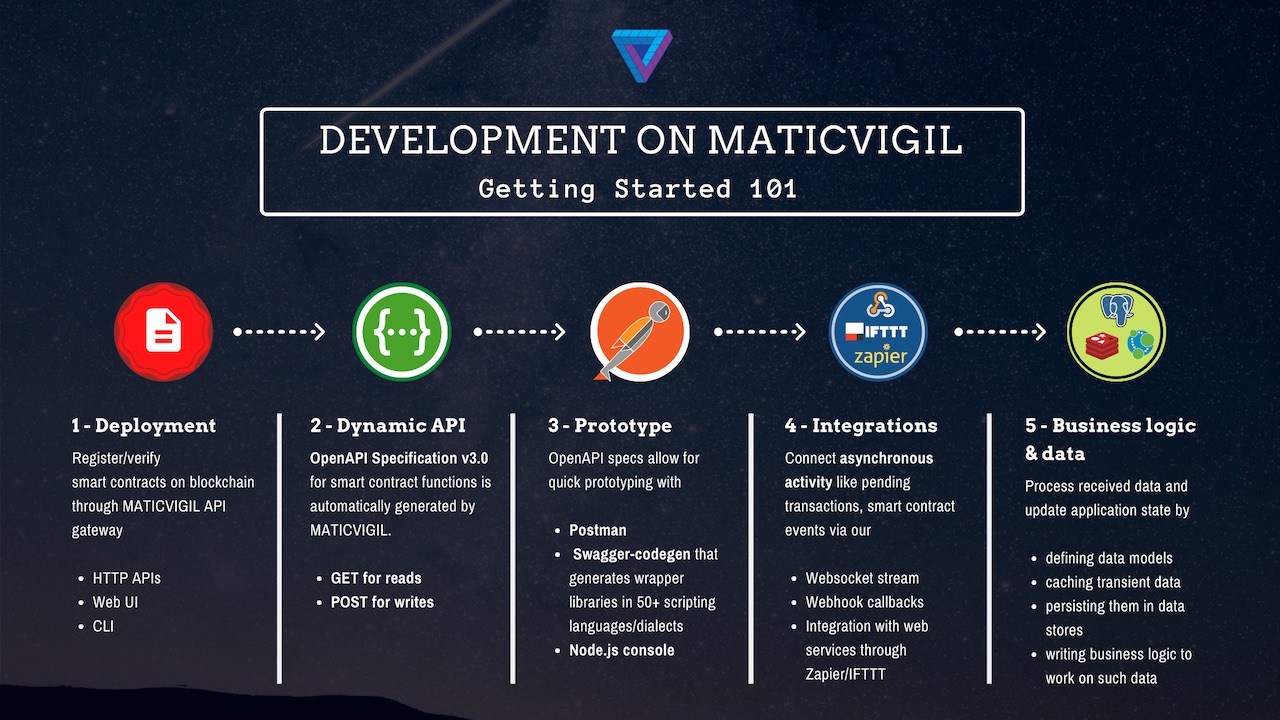 DEVELOPMENT ON MATICVIGIL
Getting Started 101
IFTTT
zapier
1 - Deployment
Register/verify
smart contracts on blockchain
through MATICVIGIL API
gateway
• HTTP APIs
• Web UI
• CLI
2 - Dynamic API
OpenAPI Specification v3.0
for smart contract functions is
automatically generated by
MATICVIGIL.
• GET for reads
• POST for writes
3 - Prototype
OpenAPI specs allow for
quick prototyping with
• Postman
• Swagger-codegen that
generates wrapper
libraries in 50+ scripting
languages/dialects
• Node.js console
4 - Integrations
Connect asynchronous
activity like pending
transactions, smart contract
events via our
• Websocket stream
• Webhook callbacks
• Integration with web
services through
Zapier/IFTTT
5 - Business logic
& data
Process received data and
update application state by
• defining data models
• caching transient data
• persisting them in data
stores
• writing business logic to
work on such data